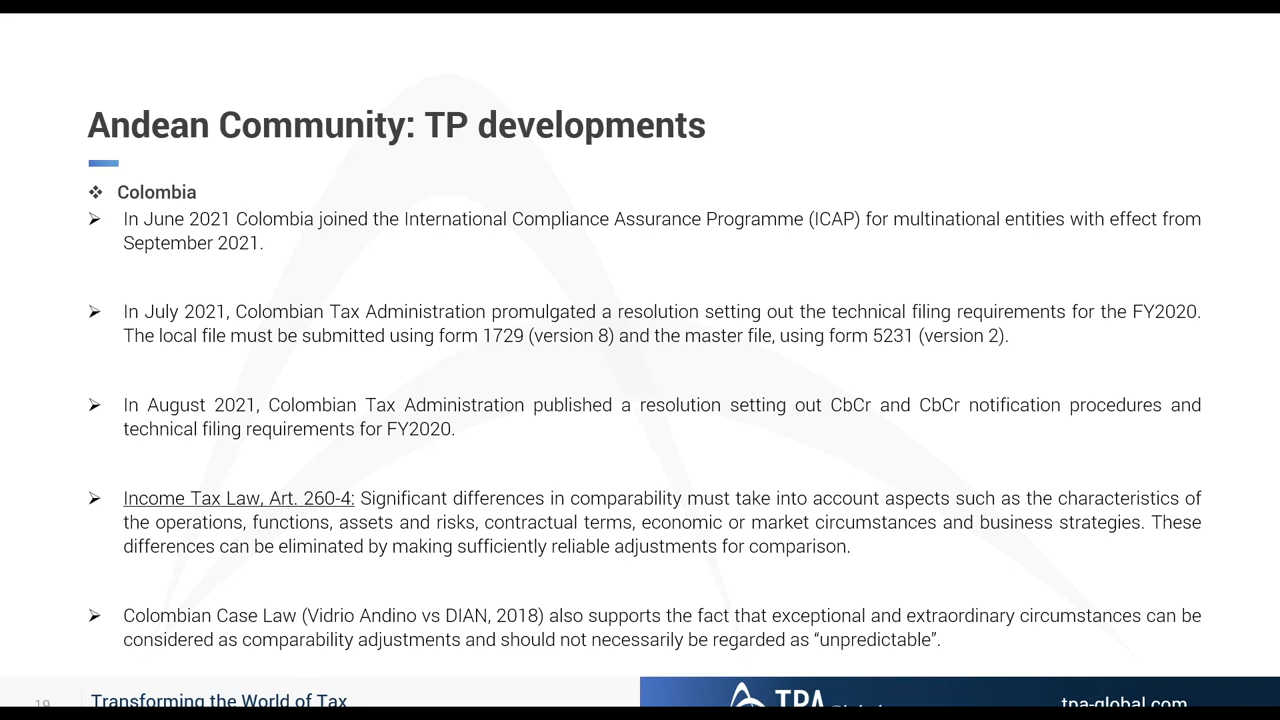 Andean Community: TP developments
❖ Colombia
➢ In June 2021 Colombia joined the International Compliance Assurance Programme (ICAP) for multinational entities with effect from
September 2021.
➢ In July 2021, Colombian Tax Administration promulgated a resolution setting out the technical filing requirements for the FY2020.
The local file must be submitted using form 1729 (version 8) and the master file, using form 5231 (version 2).
➢ In August 2021, Colombian Tax Administration published a resolution setting out CbCr and CbCr notification procedures and
technical filing requirements for FY2020.
➢ Income Tax Law, Art. 260-4: Significant differences in comparability must take into account aspects such as the characteristics of
the operations, functions, assets and risks, contractual terms, economic or market circumstances and business strategies. These
differences can be eliminated by making sufficiently reliable adjustments for comparison.
➢ Colombian Case Law (Vidrio Andino vs DIAN, 2018) also supports the fact that exceptional and extraordinary circumstances can be
considered as comparability adjustments and should not necessarily be regarded as “unpredictable”.
19
Transforming the World of Tax
TPA
tpa-global.com